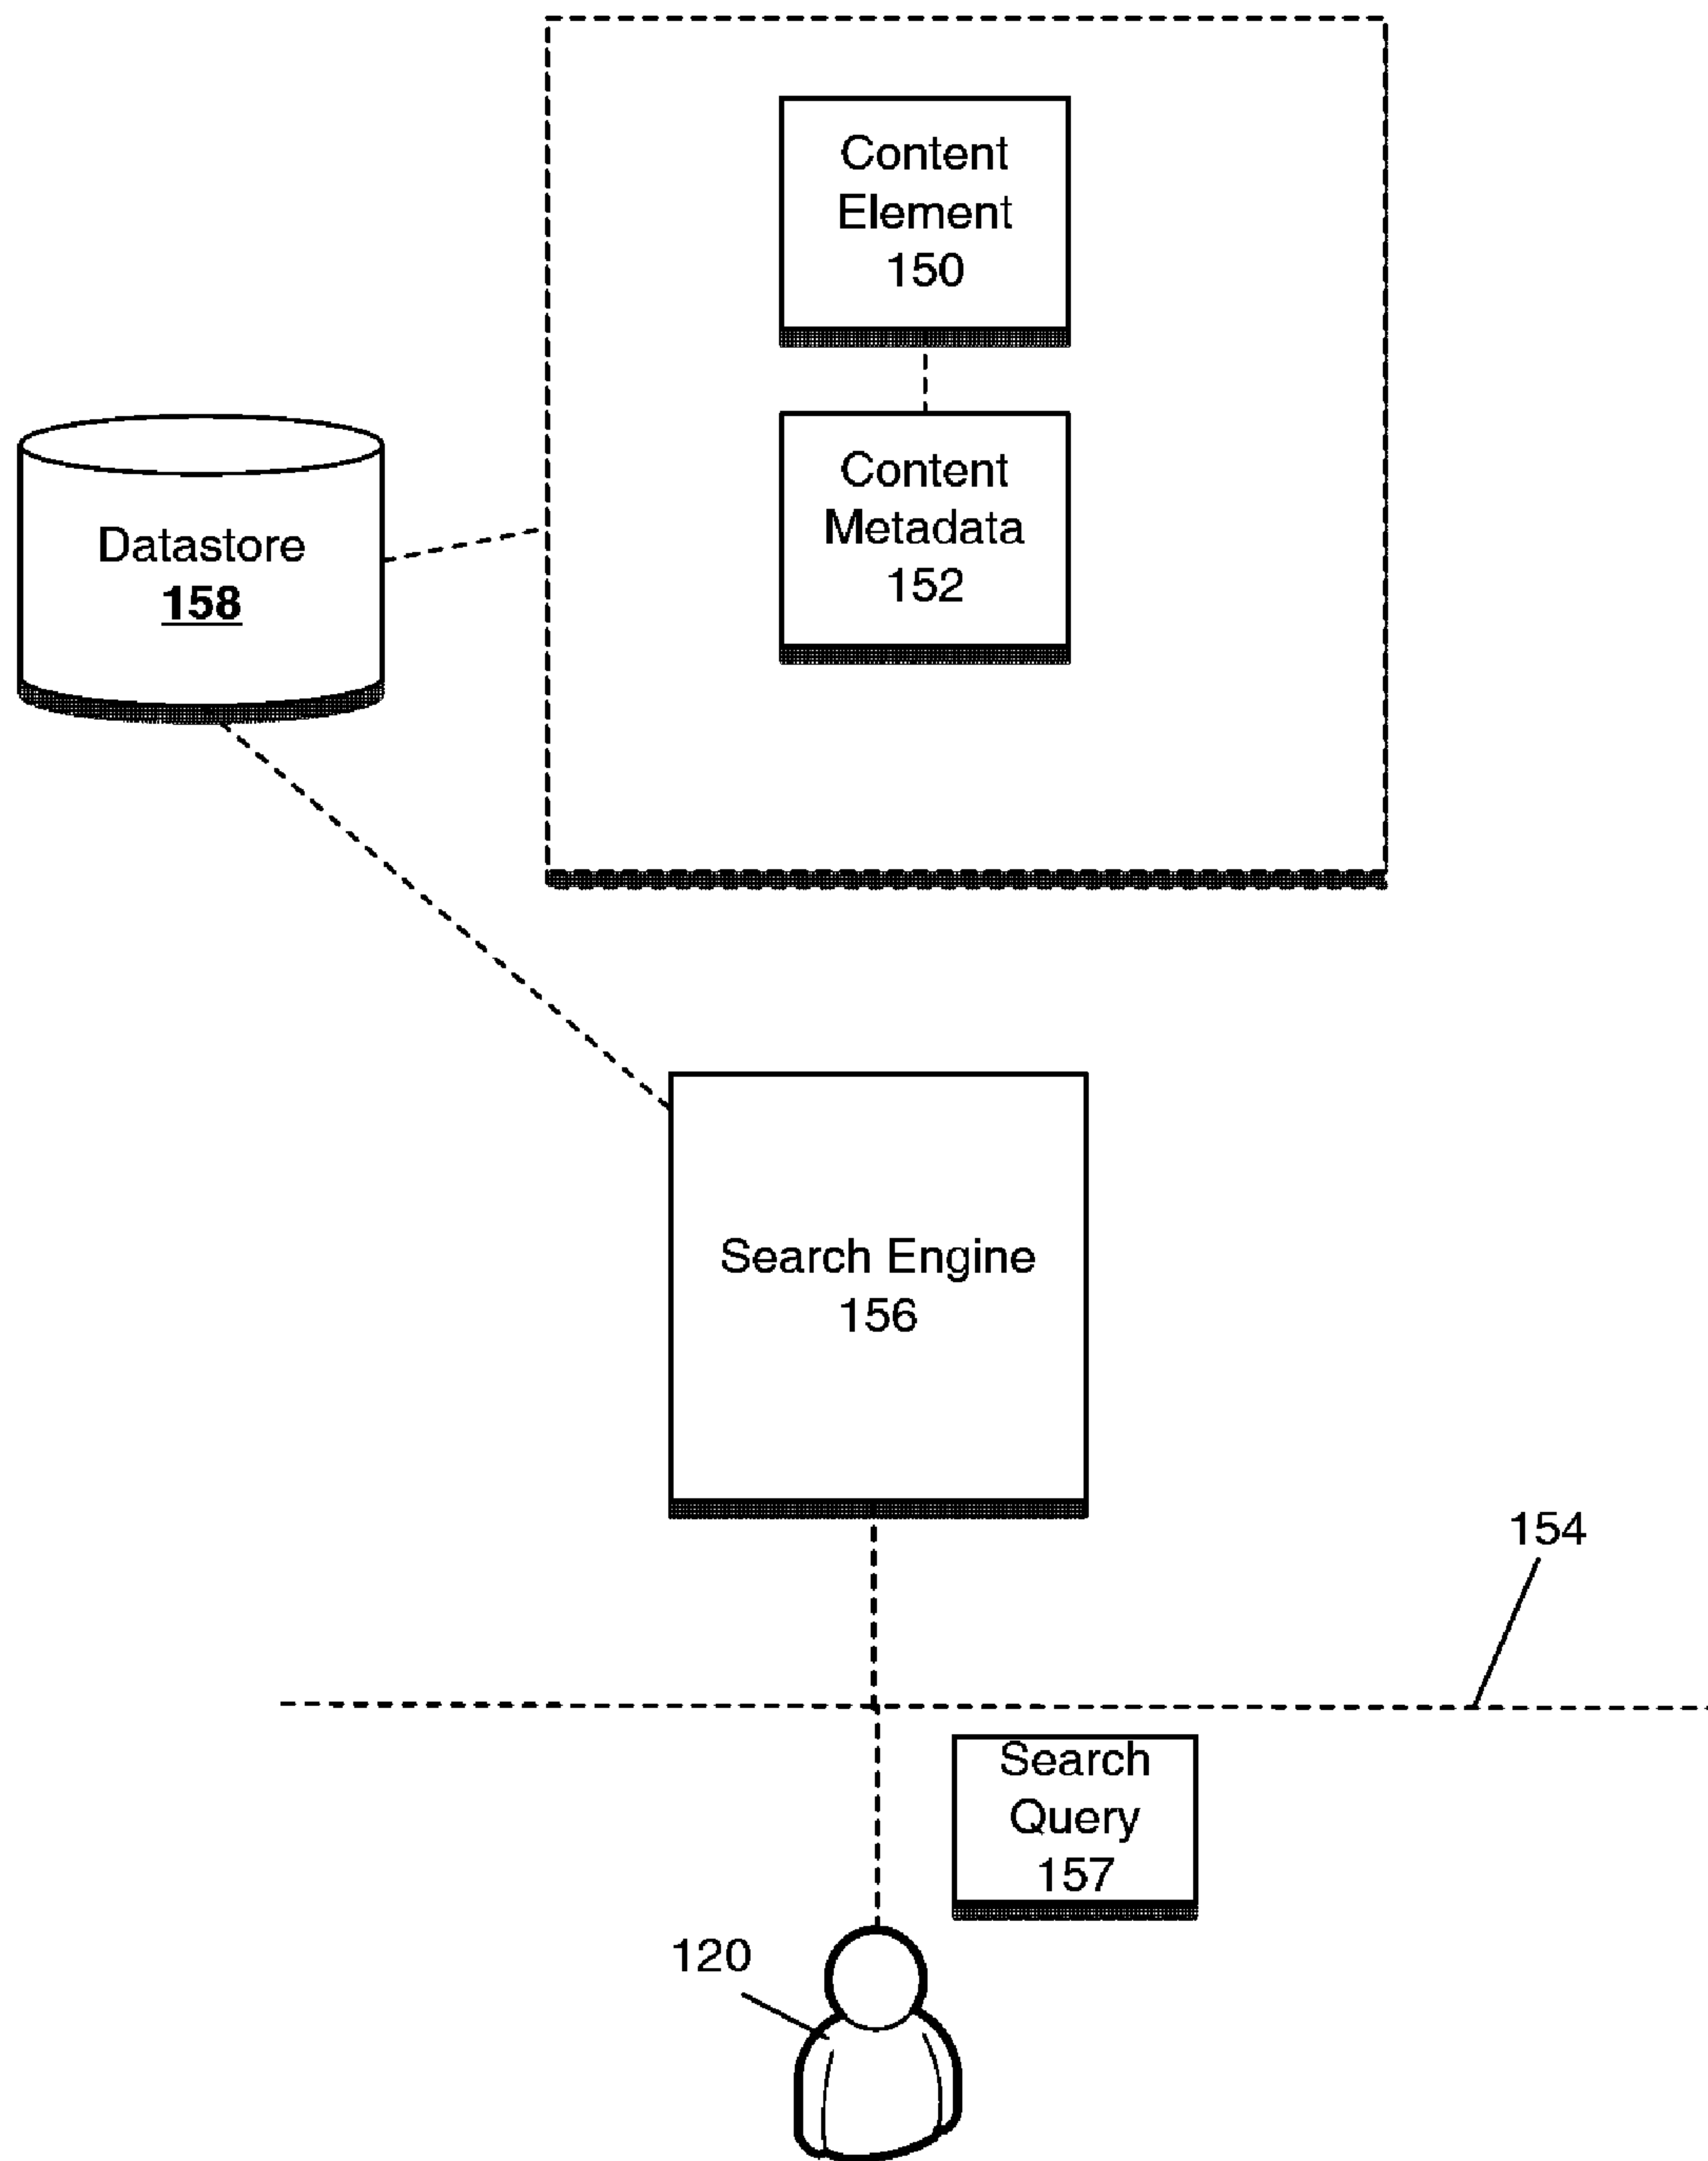 Content
Element
150
Content
Metadata
152
Datastore
158
Search Engine
156
154
Search
Query
157
120